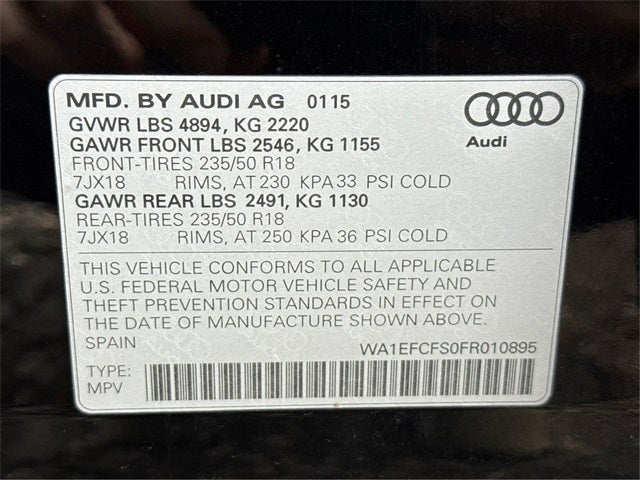 MFD. BY AUDI AG 0115
GVWR LBS 4894, KG 2220
GAWR FRONT LBS 2546, KG 1155
FRONT-TIRES 235/50 R18
7JX18 RIMS, AT 230 KPA 33 PSI COLD
GAWR REAR LBS 2491, KG 1130
REAR-TIRES 235/50 R18
7JX18 RIMS, AT 250 KPA 36 PSI COLD
Audi
THIS VEHICLE CONFORMS TO ALL APPLICABLE
U.S. FEDERAL MOTOR VEHICLE SAFETY AND
THEFT PREVENTION STANDARDS IN EFFECT ON
THE DATE OF MANUFACTURE SHOWN ABOVE.
SPAIN WA1EFCFS0FR010895
TYPE:
MPV